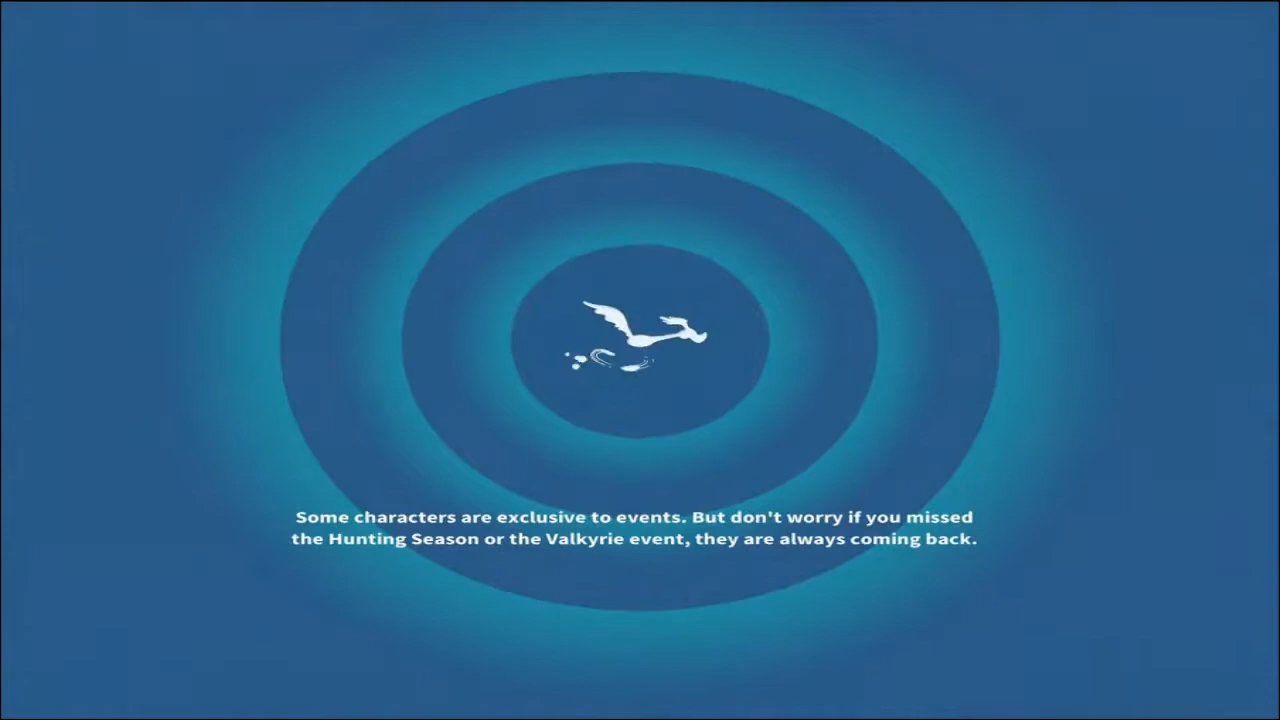 Some characters are exclusive to events. But don't worry if you missed
the Hunting Season or the Valkyrie event, they are always coming back.